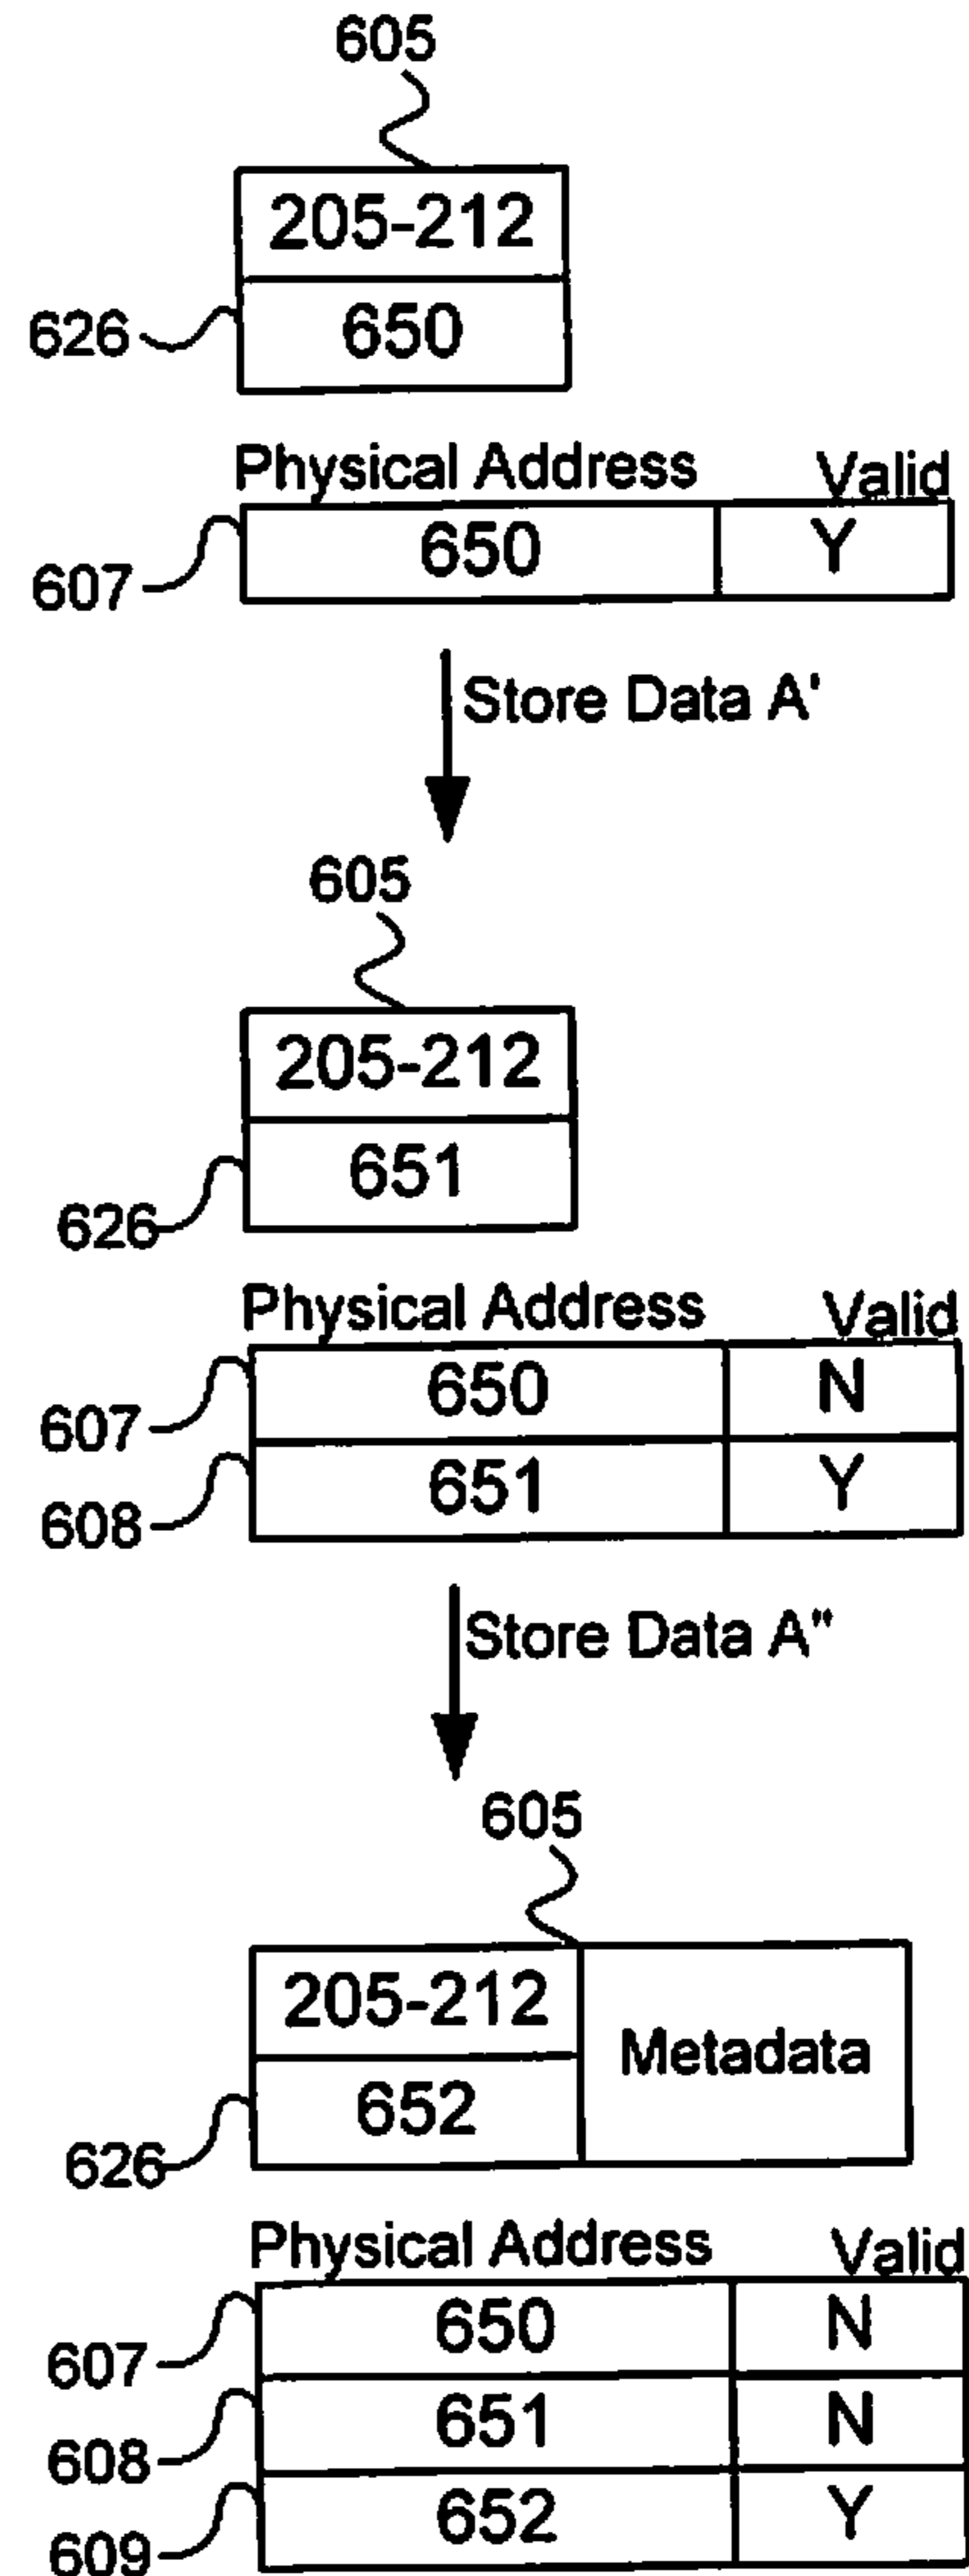 605
205-212
626 650
Physical Address Valid
607 650 Y
Store Data A'
605
205-212
626 651
Physical Address Valid
607 650 N
608 651 Y
Store Data A"
605
205-212 Metadata
626 652
Physical Address Valid
607 650 N
608 651 N
609 652 Y